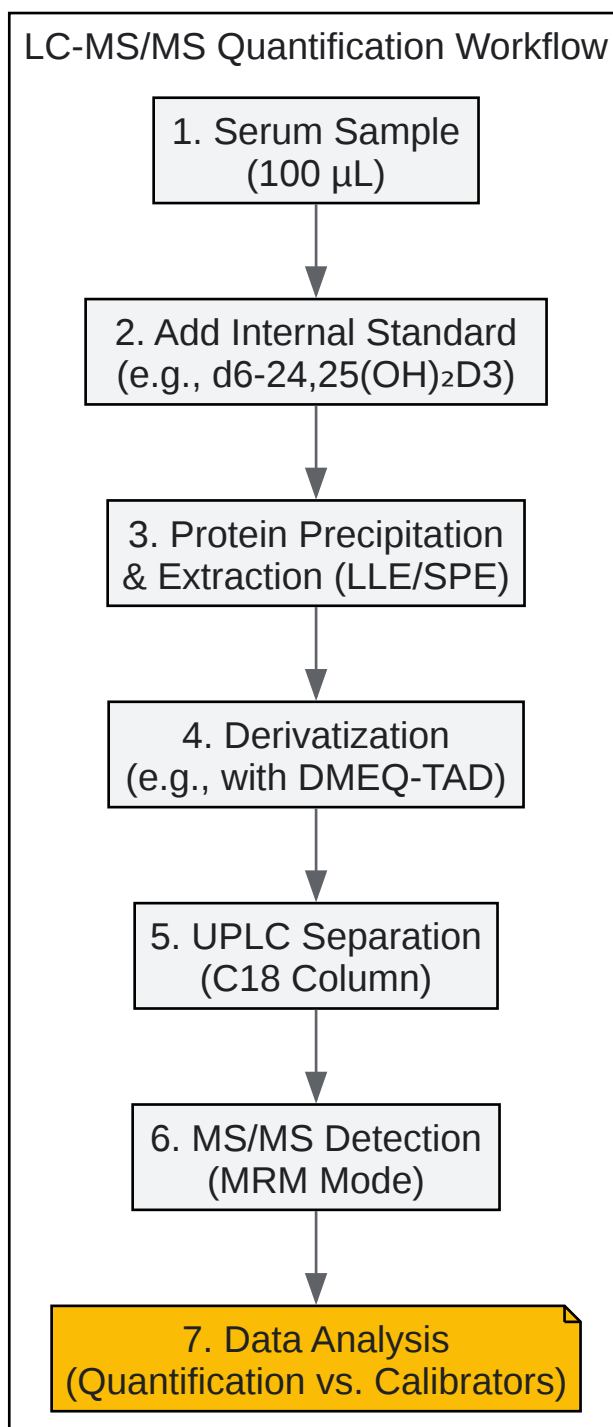 LC-MS/MS Quantification Workflow
1. Serum Sample
(100 µL)
2. Add Internal Standard
(e.g., d6-24,25(OH)₂D3)
3. Protein Precipitation
& Extraction (LLE/SPE)
4. Derivatization
(e.g., with DMEQ-TAD)
5. UPLC Separation
(C18 Column)
6. MS/MS Detection
(MRM Mode)
7. Data Analysis
(Quantification vs. Calibrators)